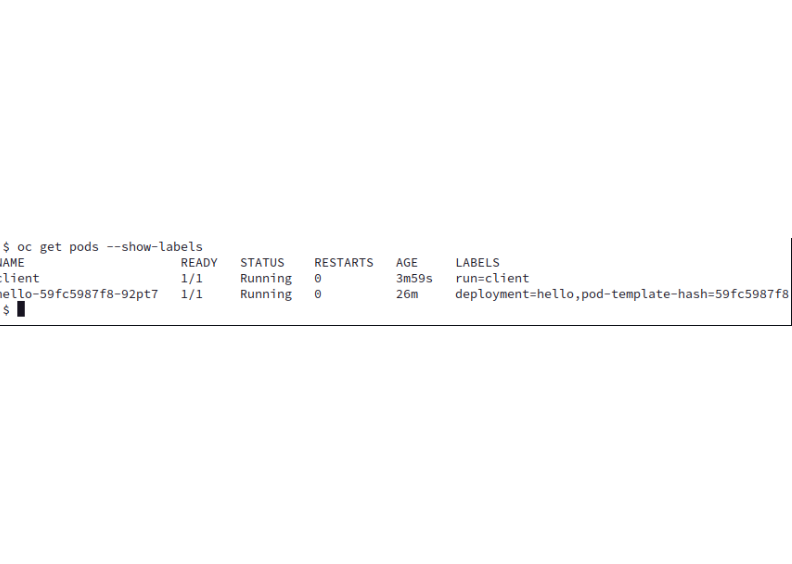 $ oc get pods --show-labels
NAME READY STATUS RESTARTS AGE LABELS
client 1/1 Running 0 3m59s run=client
hello-59fc5987f8-92pt7 1/1 Running 0 26m deployment=hello,pod-template-hash=59fc5987f8
$